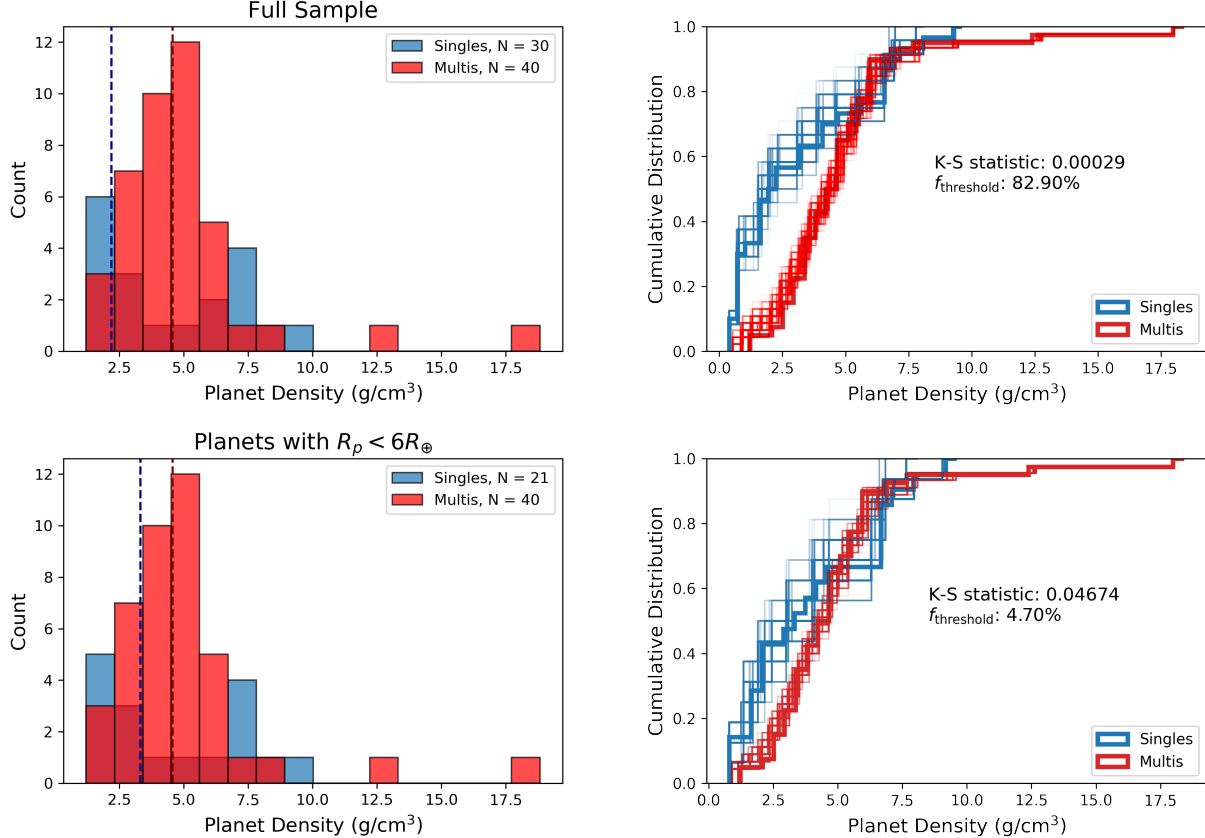 Full Sample
Count
12
10
8
6
4
2
0
Singles, N = 30
Multis, N = 40
2.5 5.0 7.5 10.0 12.5 15.0 17.5
Planet Density (g/cm³)
Cumulative Distribution
1.0
0.8
0.6
0.4
0.2
0.0
K-S statistic: 0.00029
f_threshold: 82.90%
Singles
Multis
0.0 2.5 5.0 7.5 10.0 12.5 15.0 17.5
Planet Density (g/cm³)
Planets with Rₚ < 6R⊕
Count
12
10
8
6
4
2
0
Singles, N = 21
Multis, N = 40
2.5 5.0 7.5 10.0 12.5 15.0 17.5
Planet Density (g/cm³)
Cumulative Distribution
1.0
0.8
0.6
0.4
0.2
0.0
K-S statistic: 0.04674
f_threshold: 4.70%
Singles
Multis
0.0 2.5 5.0 7.5 10.0 12.5 15.0 17.5
Planet Density (g/cm³)